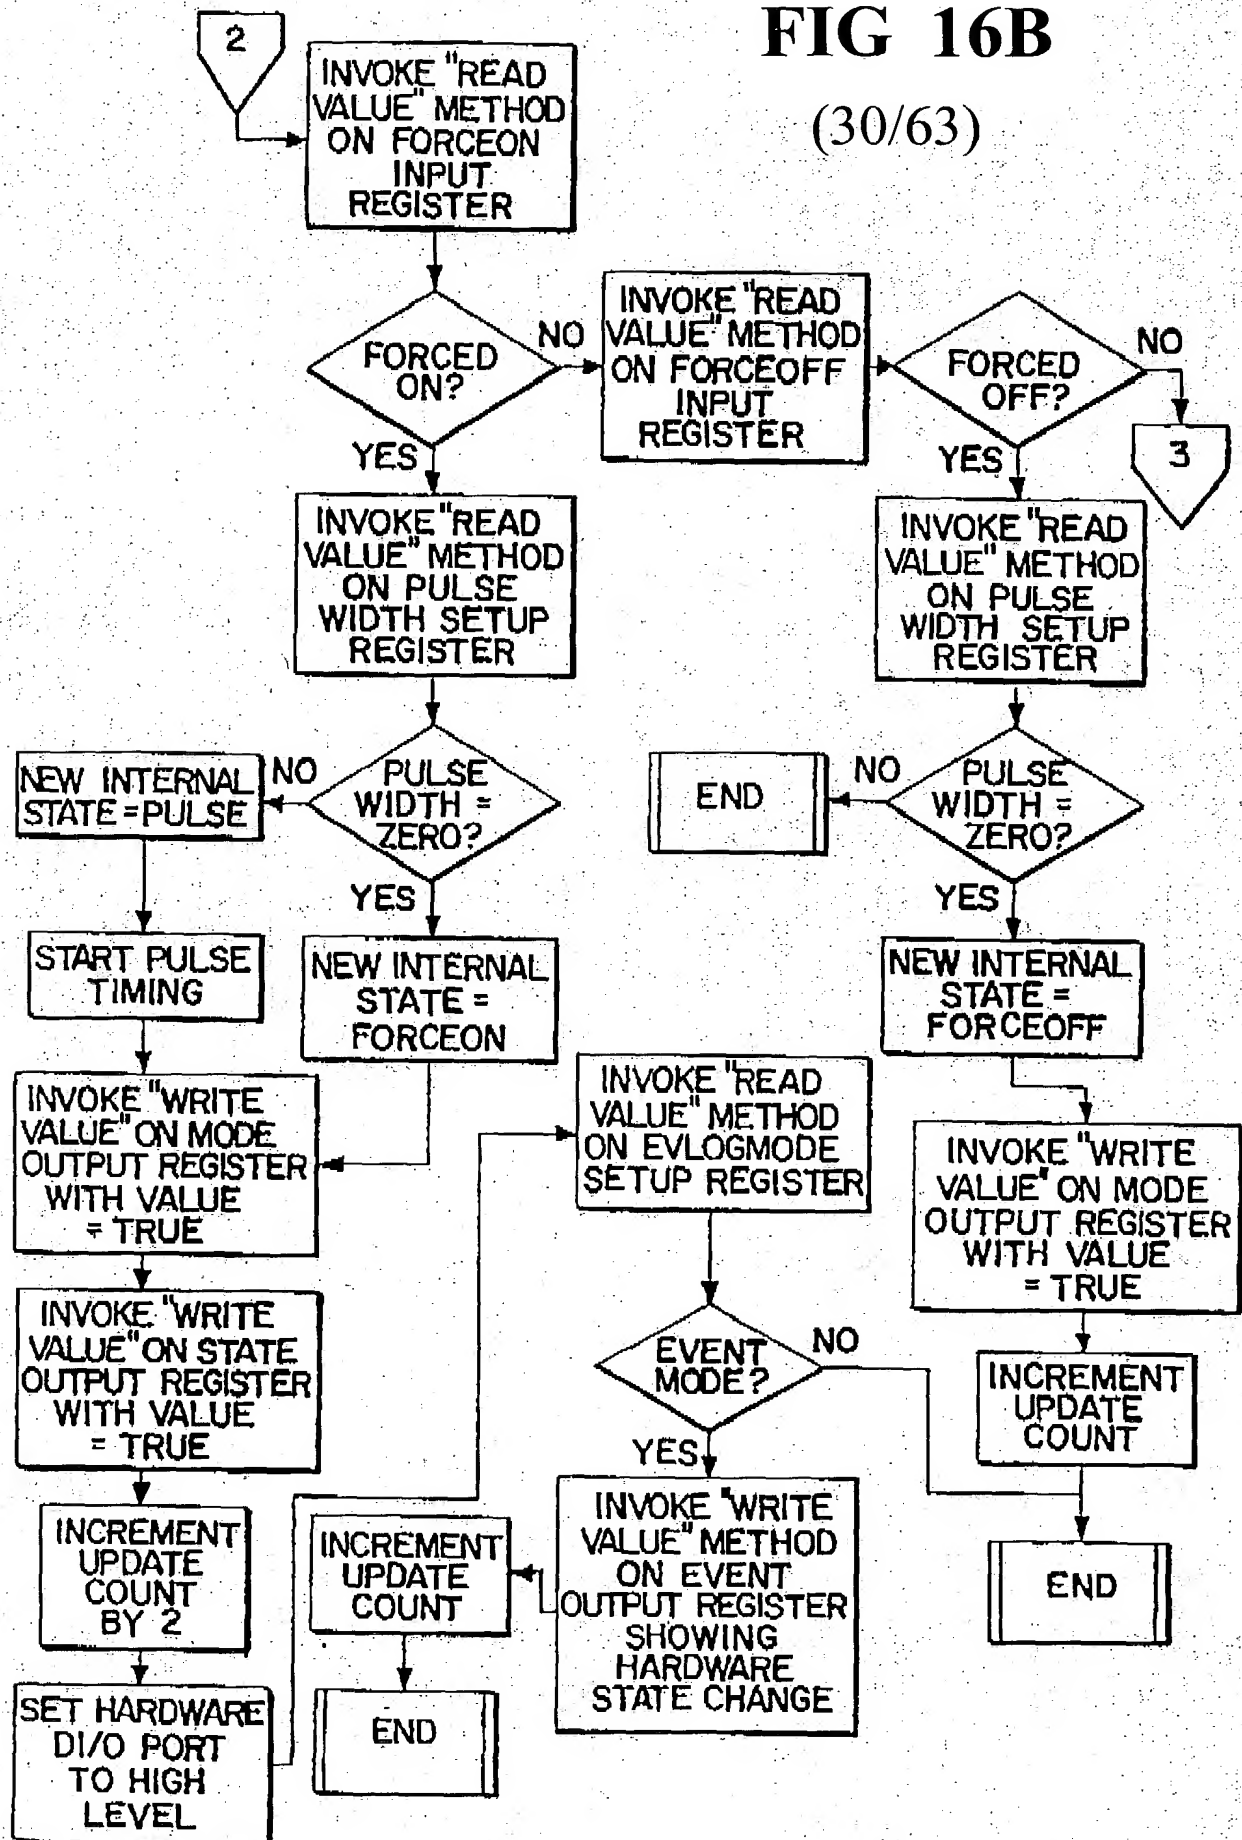 FIG 16B
(30/63)
2
INVOKE "READ
VALUE" METHOD
ON FORCEON
INPUT
REGISTER
FORCED
ON?
NO
YES
INVOKE "READ
VALUE" METHOD
ON FORCEOFF
INPUT
REGISTER
FORCED
OFF?
NO
YES
3
INVOKE "READ
VALUE" METHOD
ON PULSE
WIDTH SETUP
REGISTER
INVOKE "READ
VALUE" METHOD
ON PULSE
WIDTH SETUP
REGISTER
PULSE
WIDTH =
ZERO?
NO
YES
NEW INTERNAL
STATE=PULSE
END
PULSE
WIDTH =
ZERO?
NO
YES
START PULSE
TIMING
NEW INTERNAL
STATE =
FORCEON
NEW INTERNAL
STATE =
FORCEOFF
INVOKE "WRITE
VALUE" ON MODE
OUTPUT REGISTER
WITH VALUE
= TRUE
INVOKE "READ
VALUE" METHOD
ON EVLOGMODE
SETUP REGISTER
INVOKE "WRITE
VALUE" ON MODE
OUTPUT REGISTER
WITH VALUE
= TRUE
INVOKE "WRITE
VALUE" ON STATE
OUTPUT REGISTER
WITH VALUE
= TRUE
EVENT
MODE?
NO
YES
INCREMENT
UPDATE
COUNT
INCREMENT
UPDATE
COUNT
BY 2
INCREMENT
UPDATE
COUNT
INVOKE "WRITE
VALUE" METHOD
ON EVENT
OUTPUT REGISTER
SHOWING
HARDWARE
STATE CHANGE
END
SET HARDWARE
DI/O PORT
TO HIGH
LEVEL
END